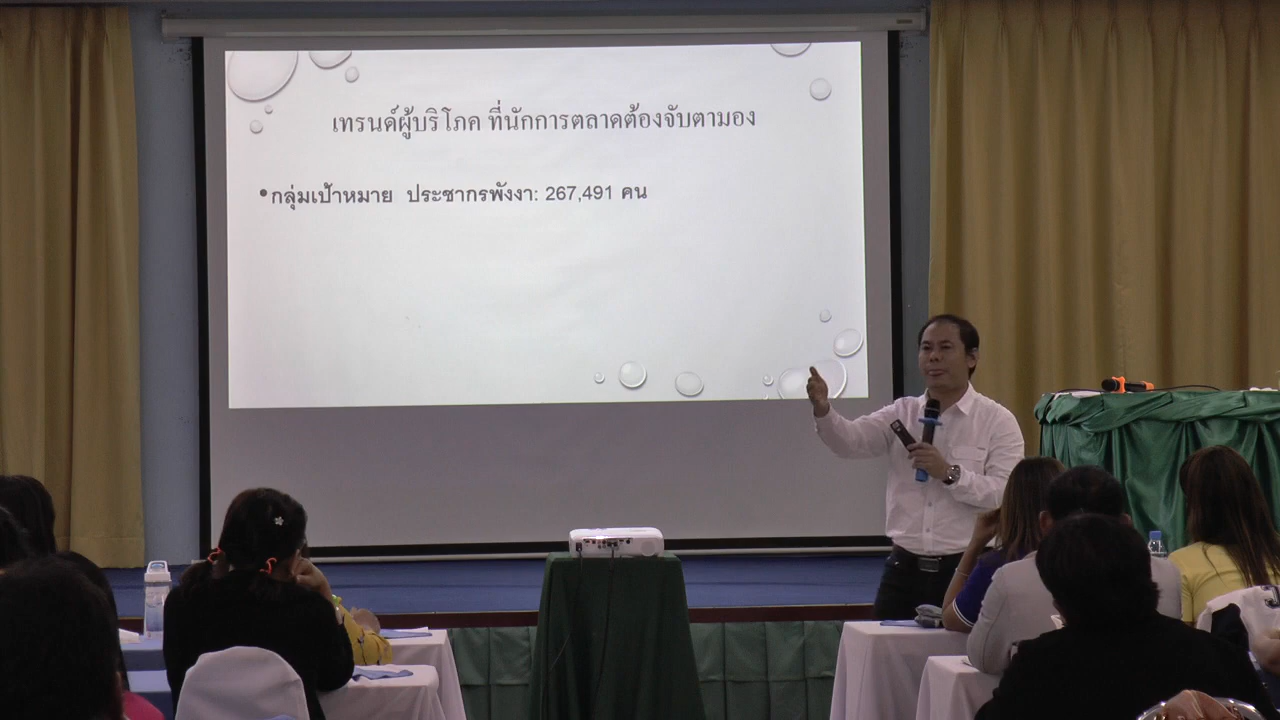 เทรนด์ผู้บริโภค ที่นักการตลาดต้องจับตามอง
•กลุ่มเป้าหมาย ประชากรพังงา: 267,491 คน